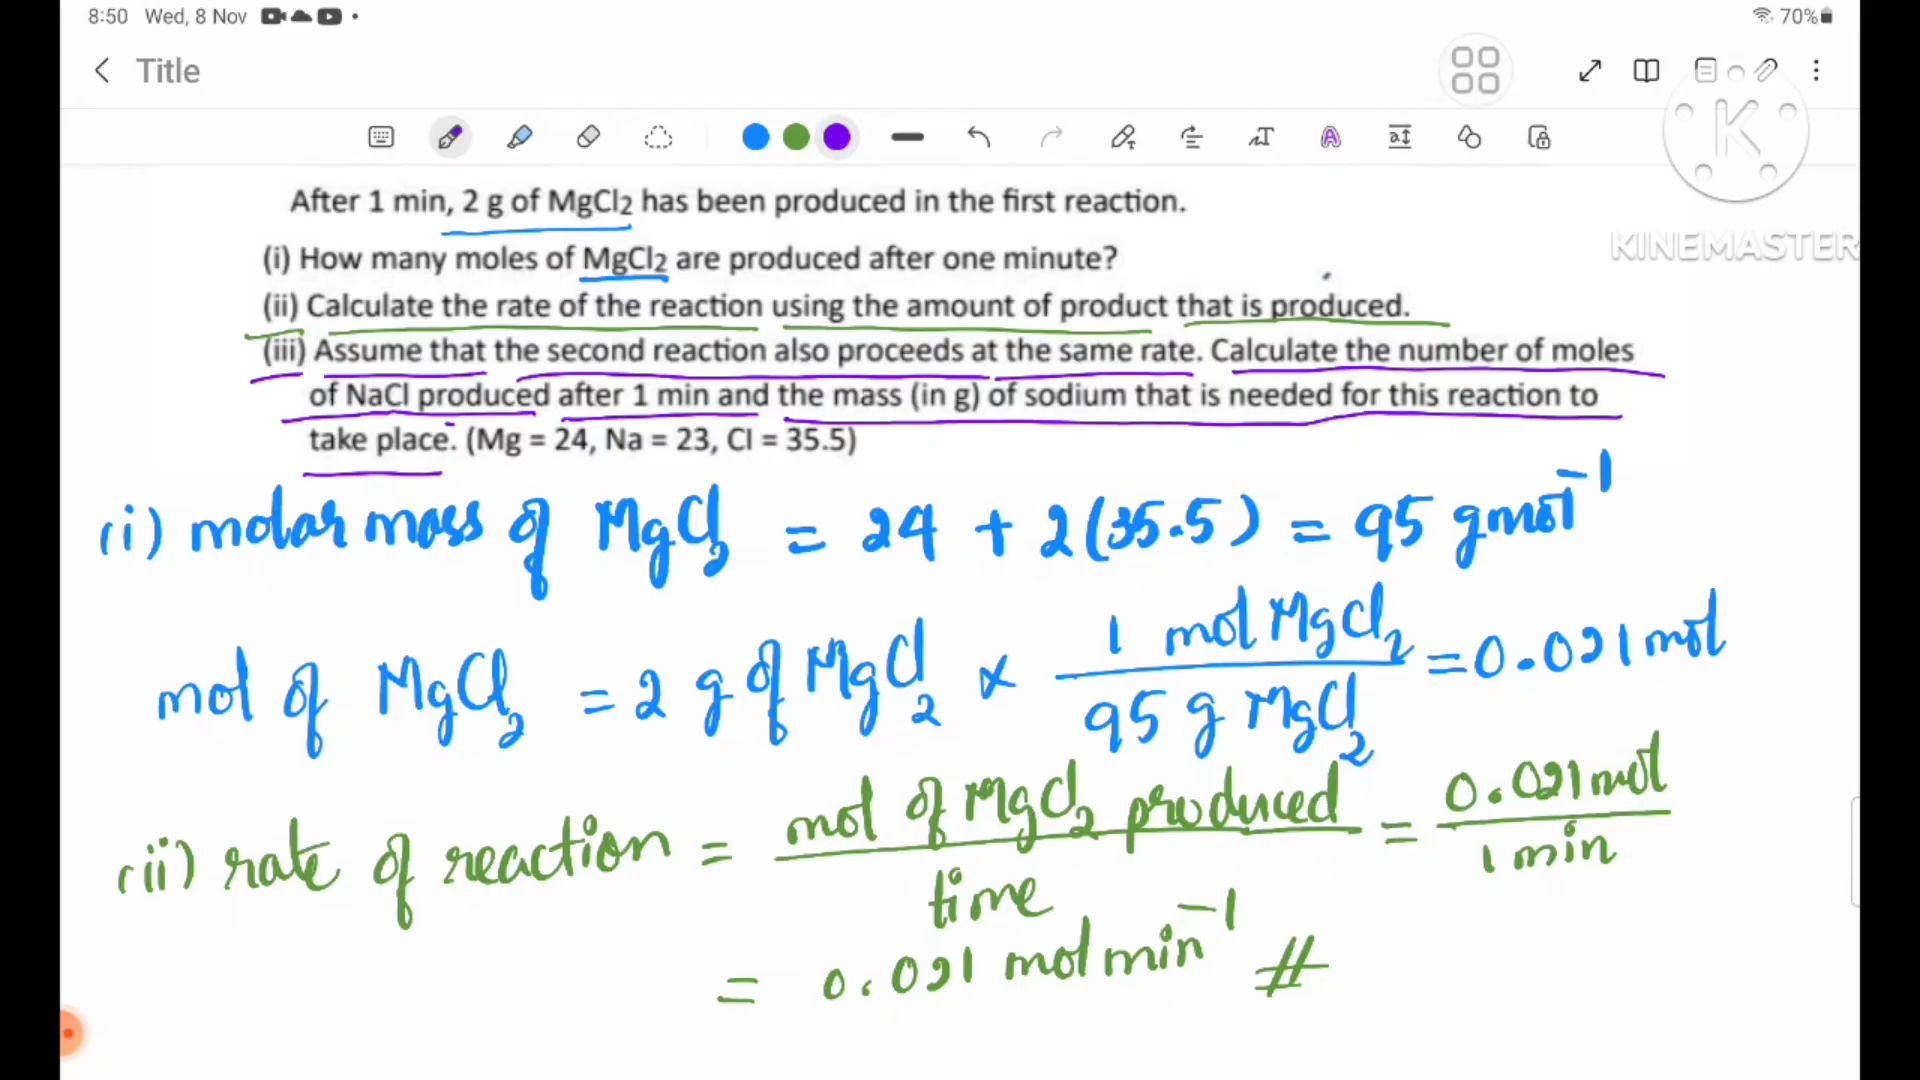 8:50 Wed, 8 Nov
70%
Title
KINEMASTER
After 1 min, 2 g of MgCl2 has been produced in the first reaction.
(i) How many moles of MgCl2 are produced after one minute?
(ii) Calculate the rate of the reaction using the amount of product that is produced.
(iii) Assume that the second reaction also proceeds at the same rate. Calculate the number of moles
of NaCl produced after 1 min and the mass (in g) of sodium that is needed for this reaction to
take place. (Mg = 24, Na = 23, Cl = 35.5)
(i) molar mass of MgCl₂ = 24 + 2(35.5) = 95 gmol⁻¹
mol of MgCl₂ = 2 g of MgCl₂ × 1 mol MgCl₂ / 95 g MgCl₂ = 0.021 mol
(ii) rate of reaction = mol of MgCl₂ produced / time = 0.021 mol / 1 min
= 0.021 mol min⁻¹ #